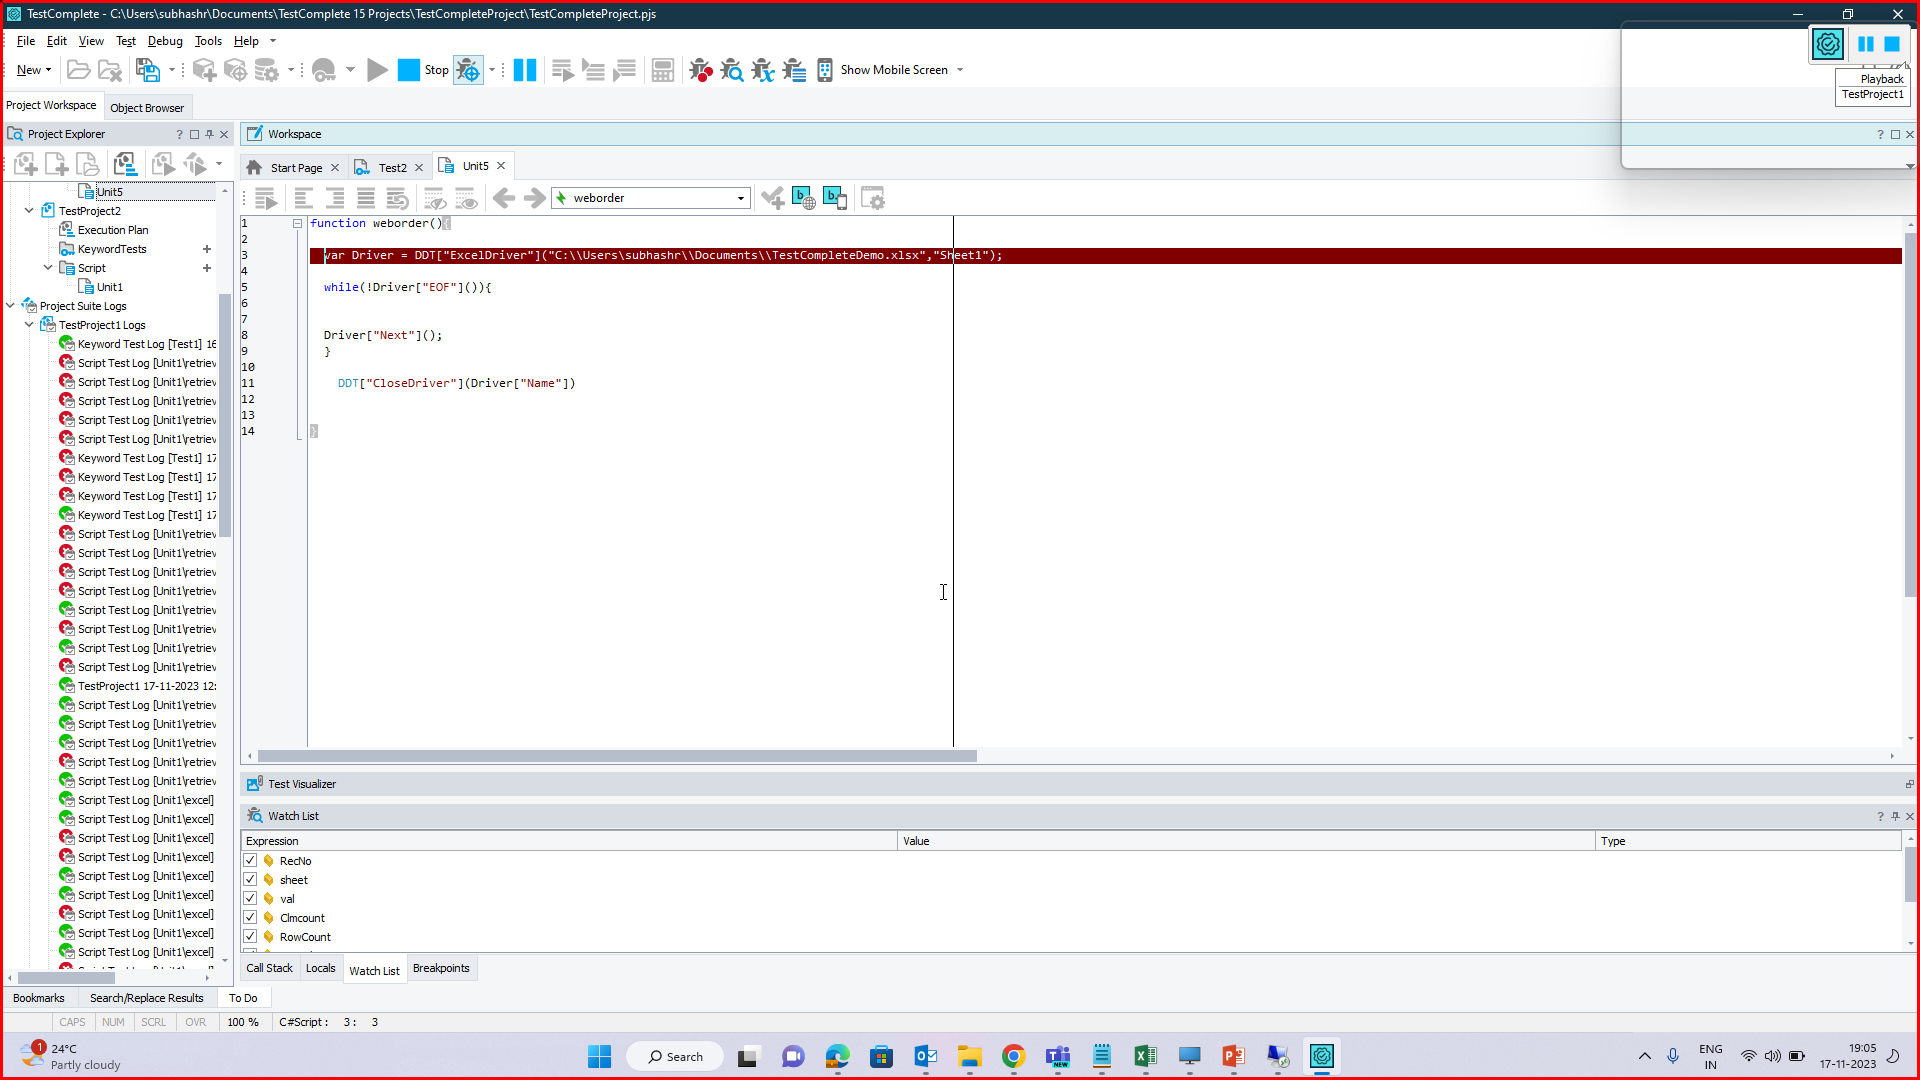 TestComplete - C:\Users\subhashr\Documents\TestComplete 15 Projects\TestCompleteProject\TestCompleteProject.pjs
File Edit View Test Debug Tools Help
New Stop Show Mobile Screen
Playback
TestProject1
Project Workspace Object Browser
Project Explorer
Workspace
Start Page Test2 Unit5
weborder
Unit5
TestProject2
Execution Plan
KeywordTests
Script
Unit1
Project Suite Logs
TestProject1 Logs
Keyword Test Log [Test1] 16
Script Test Log [Unit1\retriev
Script Test Log [Unit1\retriev
Script Test Log [Unit1\retriev
Script Test Log [Unit1\retriev
Script Test Log [Unit1\retriev
Keyword Test Log [Test1] 17
Keyword Test Log [Test1] 17
Keyword Test Log [Test1] 17
Keyword Test Log [Test1] 17
Script Test Log [Unit1\retriev
Script Test Log [Unit1\retriev
Script Test Log [Unit1\retriev
Script Test Log [Unit1\retriev
Script Test Log [Unit1\retriev
Script Test Log [Unit1\retriev
Script Test Log [Unit1\retriev
Script Test Log [Unit1\retriev
TestProject1 17-11-2023 12:
Script Test Log [Unit1\retriev
Script Test Log [Unit1\retriev
Script Test Log [Unit1\retriev
Script Test Log [Unit1\retriev
Script Test Log [Unit1\retriev
Script Test Log [Unit1\excel]
Script Test Log [Unit1\excel]
Script Test Log [Unit1\excel]
Script Test Log [Unit1\excel]
Script Test Log [Unit1\excel]
Script Test Log [Unit1\excel]
Script Test Log [Unit1\excel]
Script Test Log [Unit1\excel]
Script Test Log [Unit1\excel]
1 function weborder(){
2
3 var Driver = DDT["ExcelDriver"]("C:\\Users\subhashr\\Documents\\TestCompleteDemo.xlsx","Sheet1");
4
5 while(!Driver["EOF"]()){
6
7
8 Driver["Next"]();
9 }
10
11 DDT["CloseDriver"](Driver["Name"])
12
13
14 }
Test Visualizer
Watch List
Expression Value Type
RecNo
sheet
val
Clmcount
RowCount
Call Stack Locals Watch List Breakpoints
Bookmarks Search/Replace Results To Do
CAPS NUM SCRL OVR 100 % C#Script : 3 : 3
1 24°C
Partly cloudy
Search
NEW
ENG
IN
19:05
17-11-2023